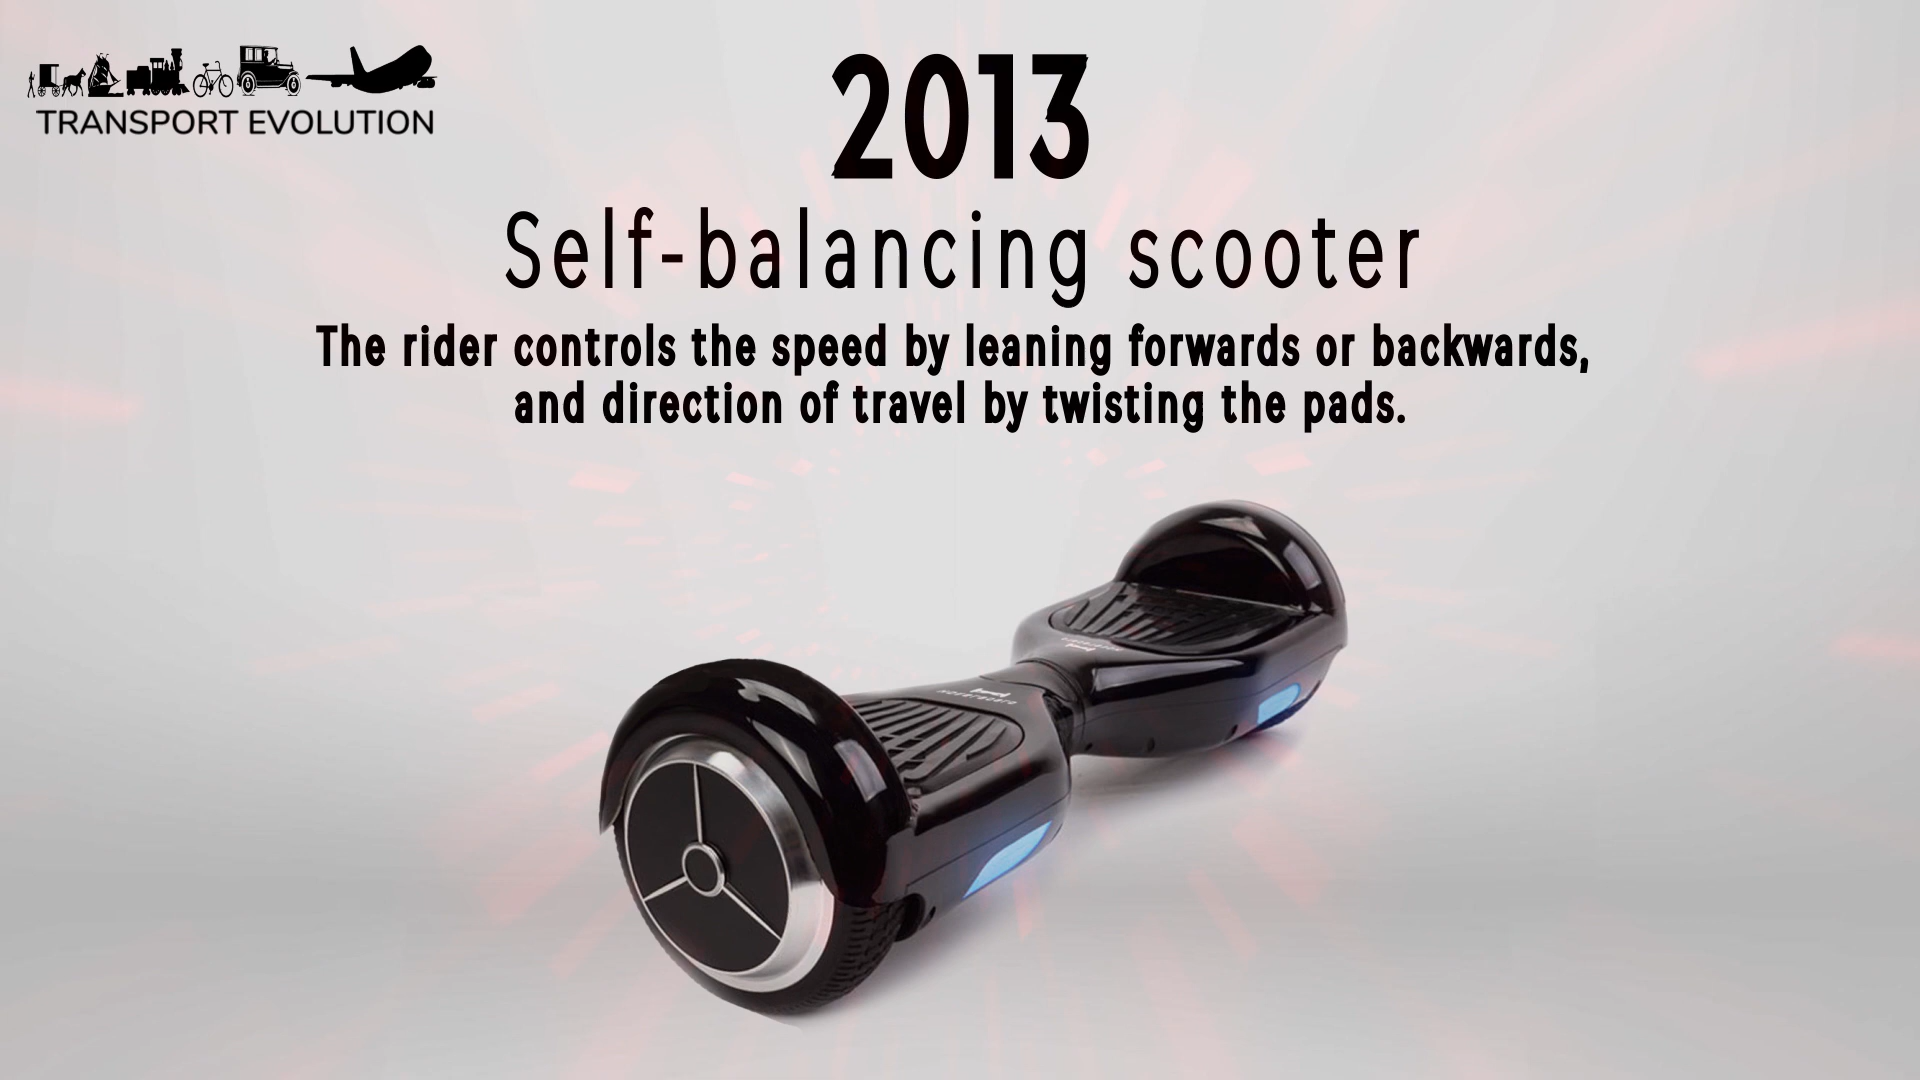 TRANSPORT EVOLUTION
2013
Self-balancing scooter
The rider controls the speed by leaning forwards or backwards,
and direction of travel by twisting the pads.